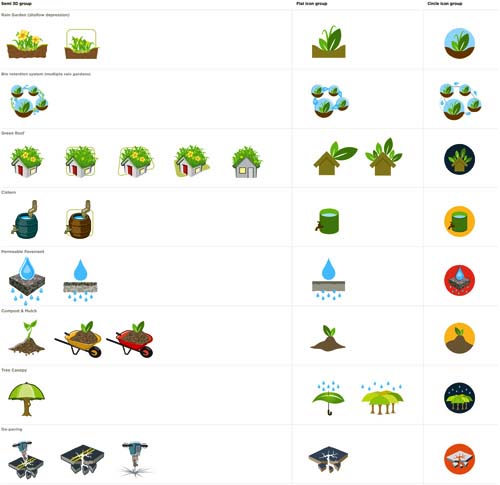 Semi 3D group Flat icon group Circle icon group
Rain Garden (shallow depression)
Bio retention system (multiple rain gardens)
Green Roof
Cistern
Permeable Pavement
Compost & Mulch
Tree Canopy
De-paving